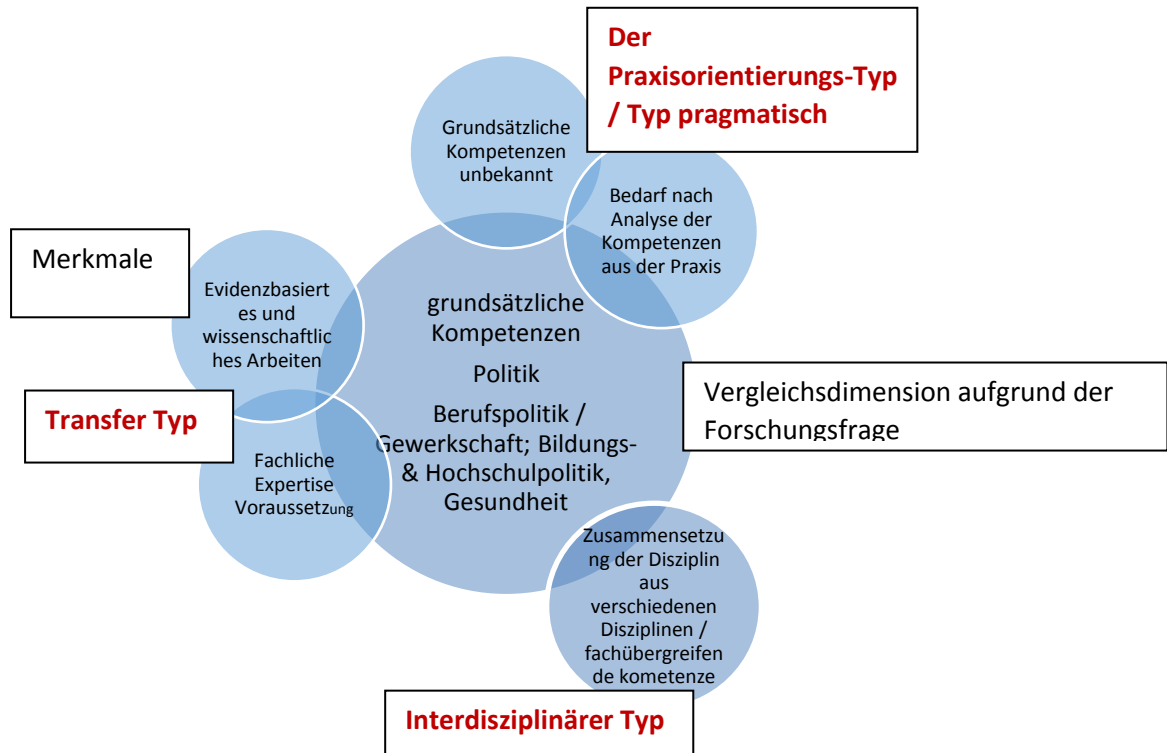 Der
Praxisorientierungs-Typ
/ Typ pragmatisch
Grundsätzliche
Kompetenzen
unbekannt
Bedarf nach
Analyse der
Kompetenzen
aus der Praxis
Merkmale
Evidenzbasiert
es und
wissenschaftlic
hes Arbeiten
grundsätzliche
Kompetenzen
Politik
Berufspolitik /
Gewerkschaft; Bildungs-
& Hochschulpolitik,
Gesundheit
Vergleichsdimension aufgrund der
Forschungsfrage
Transfer Typ
Fachliche
Expertise
Voraussetzung
Zusammensetzu
ng der Disziplin
aus
verschiedenen
Disziplinen /
fachübergreifen
de kometenze
Interdisziplinärer Typ